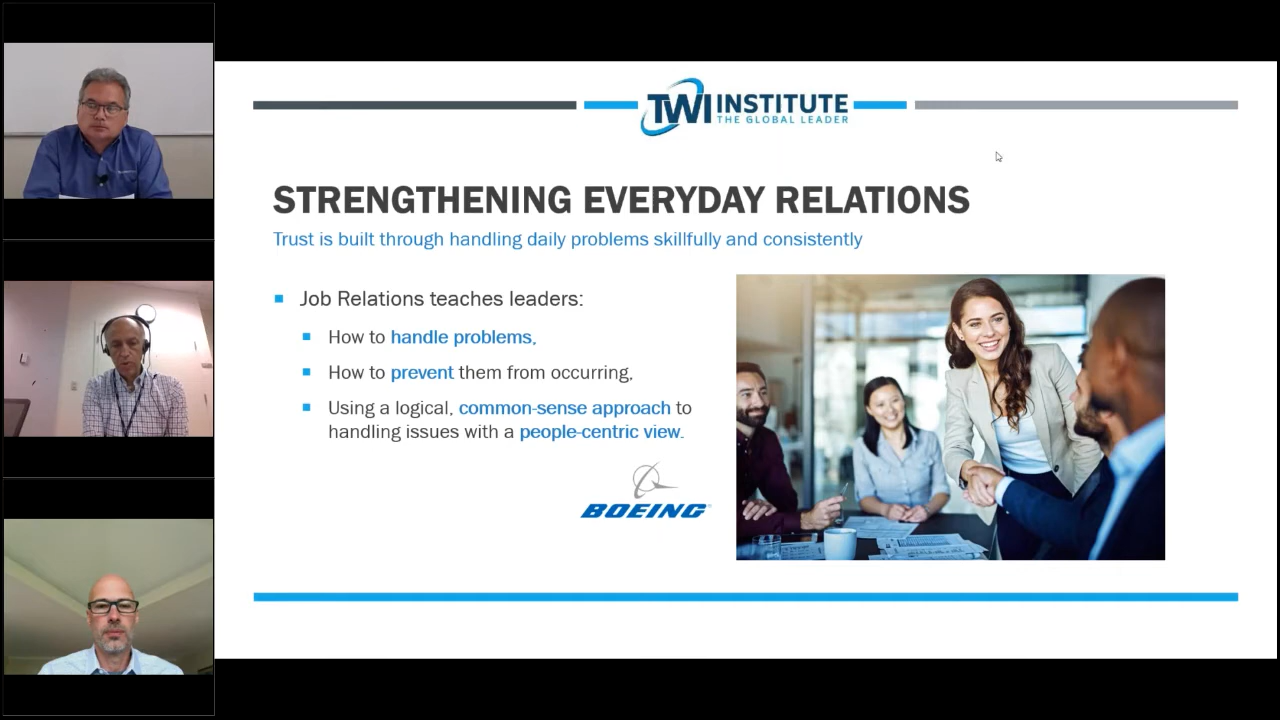 TWI INSTITUTE
THE GLOBAL LEADER
STRENGTHENING EVERYDAY RELATIONS
Trust is built through handling daily problems skillfully and consistently
Job Relations teaches leaders:
How to handle problems,
How to prevent them from occurring,
Using a logical, common-sense approach to
handling issues with a people-centric view.
BOEING